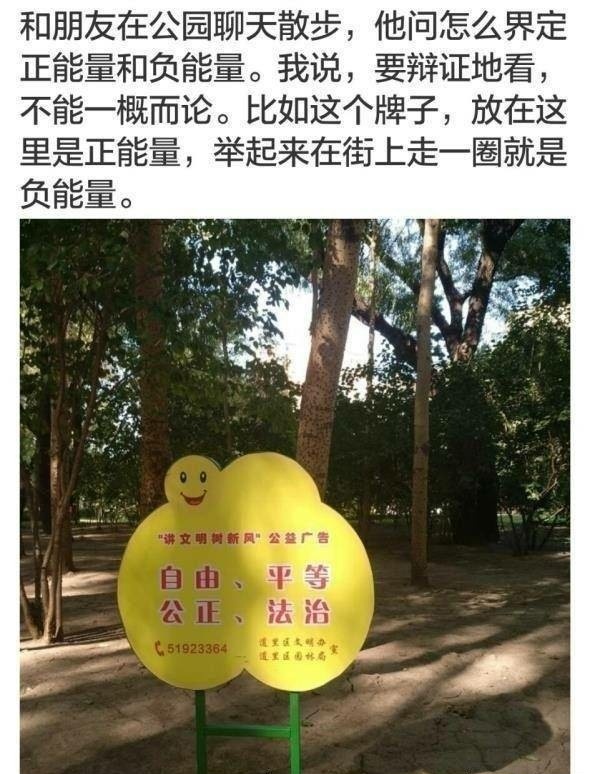 和朋友在公园聊天散步，他问怎么界定
正能量和负能量。我说，要辩证地看，
不能一概而论。比如这个牌子，放在这
里是正能量，举起来在街上走一圈就是
负能量。
"讲文明树新风"公益广告
自由、平等
公正、法治
51923364
道里区文明办
道里区园林局
宣